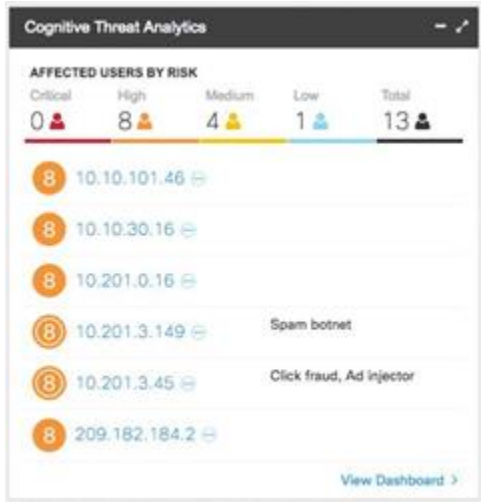 Cognitive Threat Analytics
AFFECTED USERS BY RISK
Critical High Medium Low Total
0 8 4 1 13
8 10.10.101.46
8 10.10.30.16
8 10.201.0.16
8 10.201.3.149 Spam botnet
8 10.201.3.45 Click fraud, Ad injector
8 209.182.184.2
View Dashboard >